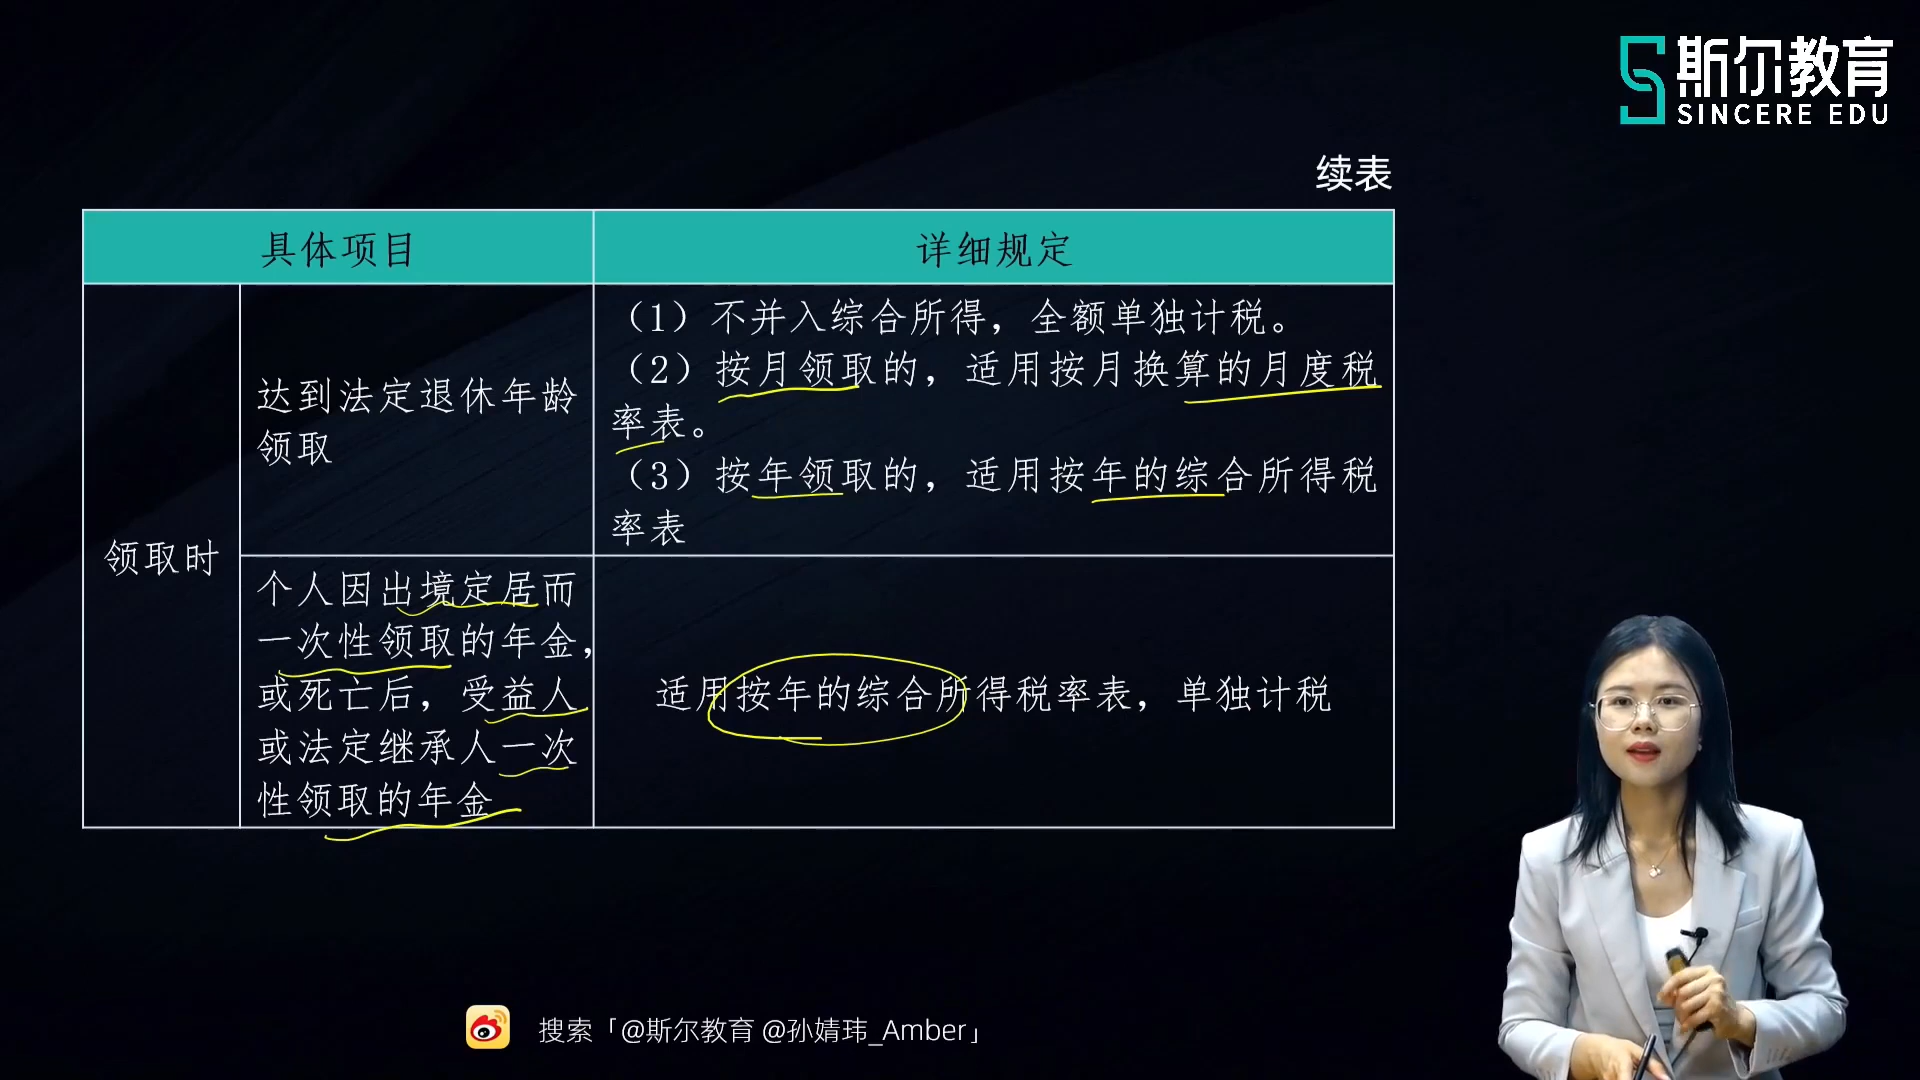 斯尔教育
SINCERE EDU
续表
具体项目
详细规定
领取时
达到法定退休年龄
领取
（1）不并入综合所得，全额单独计税。
（2）按月领取的，适用按月换算的月度税
率表。
（3）按年领取的，适用按年的综合所得税
率表
个人因出境定居而
一次性领取的年金，
或死亡后，受益人
或法定继承人一次
性领取的年金
适用按年的综合所得税率表，单独计税
搜索「@斯尔教育 @孙婧玮_Amber」